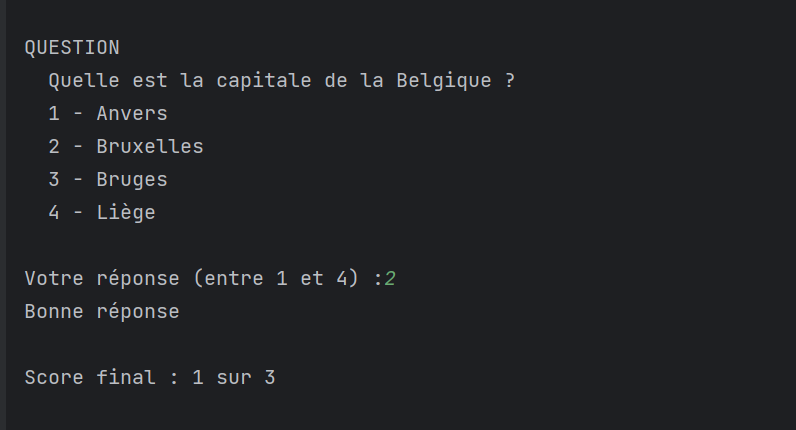 QUESTION
Quelle est la capitale de la Belgique ?
1 - Anvers
2 - Bruxelles
3 - Bruges
4 - Liège
Votre réponse (entre 1 et 4) :2
Bonne réponse
Score final : 1 sur 3